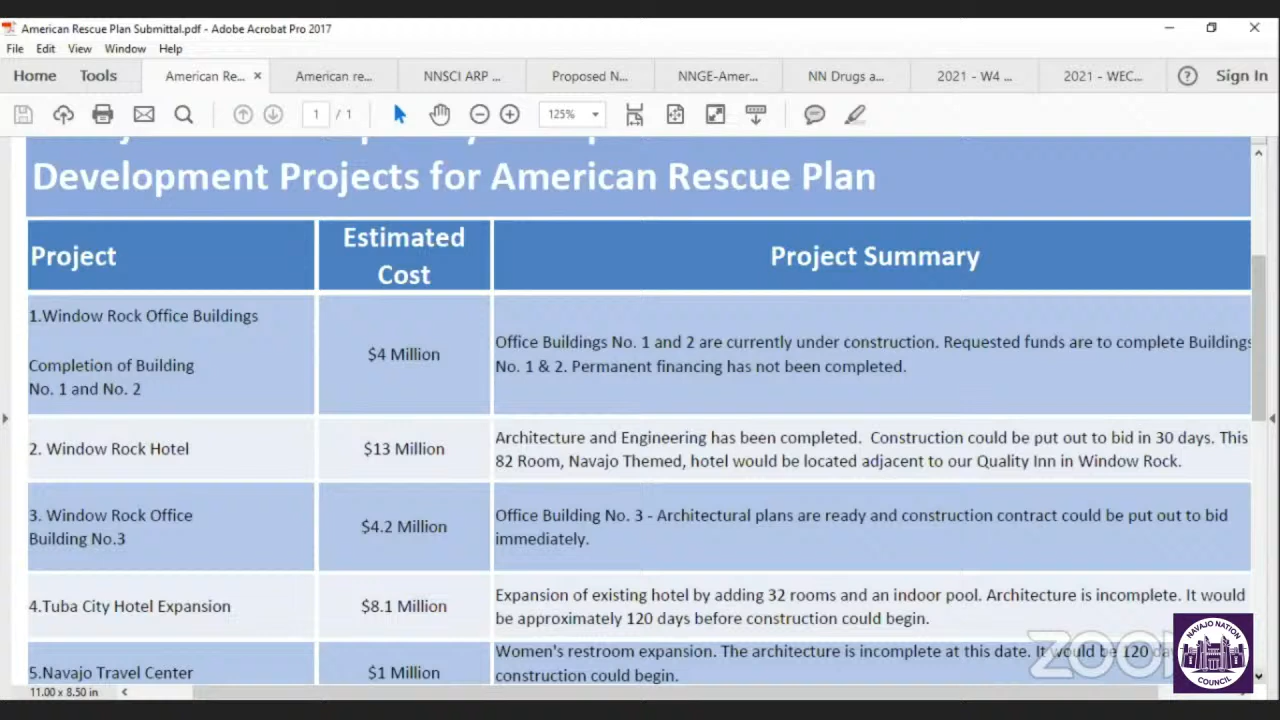 American Rescue Plan Submittal.pdf - Adobe Acrobat Pro 2017
File Edit View Window Help
Home Tools American Re... × American re... NNSCI ARP ... Proposed N... NNGE-Amer... NN Drugs a... 2021 - W4 ... 2021 - WEC... ? Sign In
1 / 1 125%
Development Projects for American Rescue Plan
Project
Estimated
Cost
Project Summary
1.Window Rock Office Buildings
Completion of Building
No. 1 and No. 2
$4 Million
Office Buildings No. 1 and 2 are currently under construction. Requested funds are to complete Buildings
No. 1 & 2. Permanent financing has not been completed.
2. Window Rock Hotel
$13 Million
Architecture and Engineering has been completed. Construction could be put out to bid in 30 days. This
82 Room, Navajo Themed, hotel would be located adjacent to our Quality Inn in Window Rock.
3. Window Rock Office
Building No.3
$4.2 Million
Office Building No. 3 - Architectural plans are ready and construction contract could be put out to bid
immediately.
4.Tuba City Hotel Expansion
$8.1 Million
Expansion of existing hotel by adding 32 rooms and an indoor pool. Architecture is incomplete. It would
be approximately 120 days before construction could begin.
5.Navajo Travel Center
$1 Million
Women's restroom expansion. The architecture is incomplete at this date. It would be 120
construction could begin.
11.00 x 8.50 in
ZOOM
NAVAJO NATION
COUNCIL